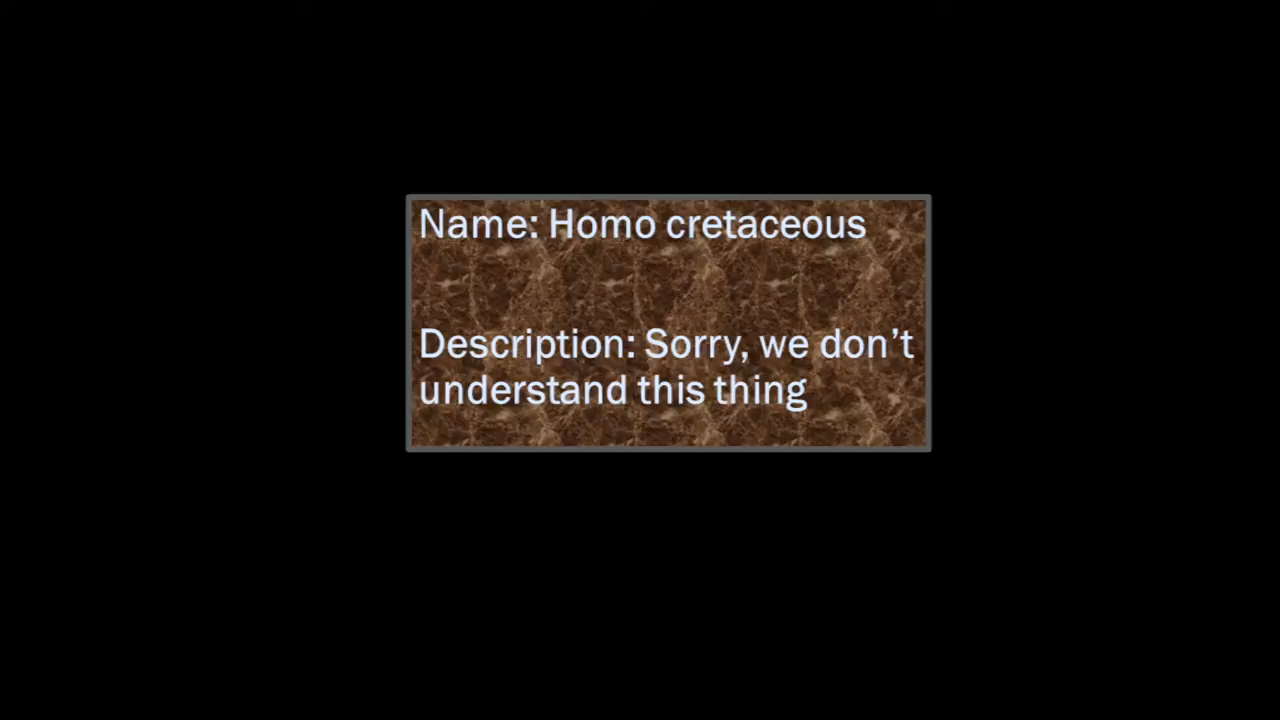 Name: Homo cretaceous
Description: Sorry, we don’t
understand this thing